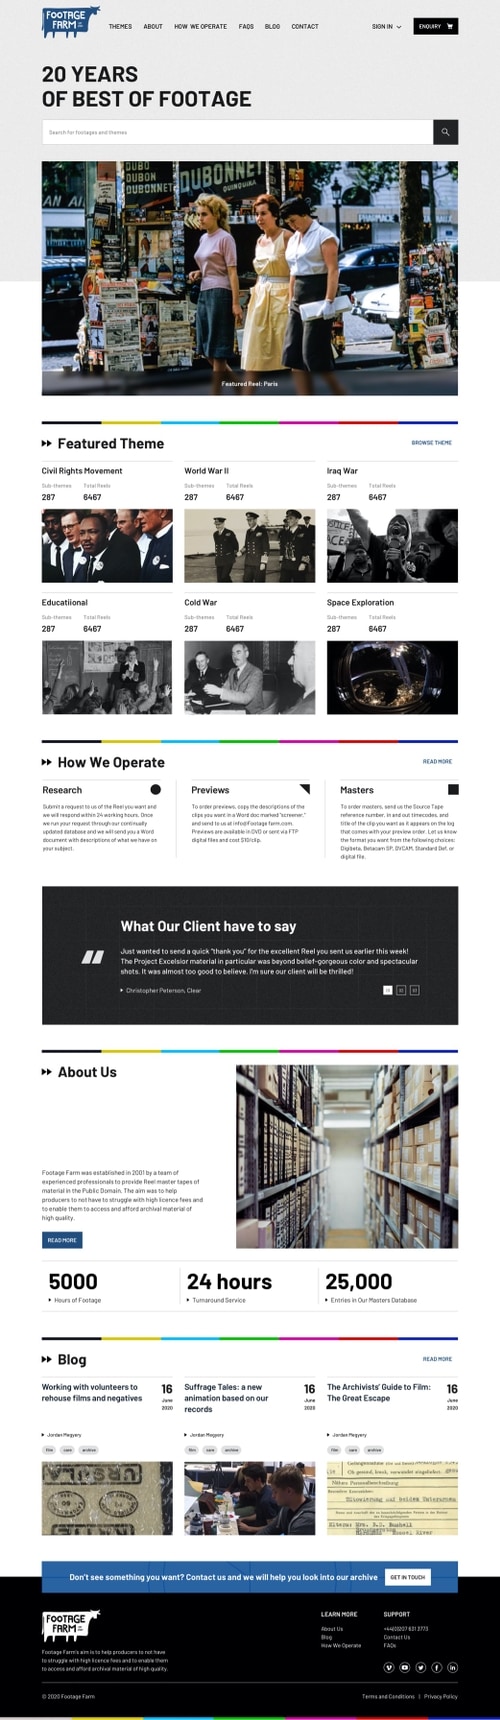 FOOTAGE
FARM
THEMES ABOUT HOW WE OPERATE FAQS BLOG CONTACT
SIGN IN
ENQUIRY
20 YEARS
OF BEST OF FOOTAGE
Search for footages and themes
DUBO
DUBON
DUBONNET
DUBONNET
QUINQUINA
Featured Reel: Paris
Featured Theme
BROWSE THEME
Civil Rights Movement
Sub-themes Total Reels
287 6467
World War II
Sub-themes Total Reels
287 6467
Iraq War
Sub-themes Total Reels
287 6467
Educatiional
Sub-themes Total Reels
287 6467
Cold War
Sub-themes Total Reels
287 6467
Space Exploration
Sub-themes Total Reels
287 6467
How We Operate
READ MORE
Research
Submit a request to us of the Reel you want and
we will respond within 24 working hours. Once
we run your request through our continually
updated database and we will send you a Word
document with descriptions of what we have on
your subject.
Previews
To order previews, copy the descriptions of the
clips you want in a Word doc marked "screener,"
and send to us at info@footage farm.com.
Previews are available in DVD or sent via FTP
digital files and cost $10/clip.
Masters
To order masters, send us the Source Tape
reference number, in and out timecodes, and
title of the clip you want as it appears on the log
that comes with your preview order. Let us know
the format you want from the following choices:
Digibeta, Betacam SP, DVCAM, Standard Def. or
digital file.
What Our Client have to say
Just wanted to send a quick "thank you" for the excellent Reel you sent us earlier this week!
The Project Excelsior material in particular was beyond belief-gorgeous color and spectacular
shots. It was almost too good to believe. I'm sure our client will be thrilled!
Christopher Peterson, Clear
About Us
Footage Farm was established in 2001 by a team of
experienced professionals to provide Reel master tapes of
material in the Public Domain. The aim was to help
producers to not have to struggle with high licence fees and
to enable them to access and afford archival material of
high quality.
READ MORE
5000
Hours of Footage
24 hours
Turnaround Service
25,000
Entries in Our Masters Database
Blog
READ MORE
Working with volunteers to
rehouse films and negatives
16
June
2020
Jordan Megyery
film care archive
Suffrage Tales: a new
animation based on our
records
16
June
2020
Jordan Megyery
film care archive
The Archivists' Guide to Film:
The Great Escape
16
June
2020
Jordan Megyery
film care archive
Don't see something you want? Contact us and we will help you look into our archive
GET IN TOUCH
FOOTAGE
FARM
Footage Farm's aim is to help producers to not have
to struggle with high licence fees and to enable them
to access and afford archival material of high quality.
LEARN MORE
About Us
Blog
How We Operate
SUPPORT
+44(0)207 631 3773
Contact Us
FAQs
© 2020 Footage Farm
Terms and Conditions | Privacy Policy